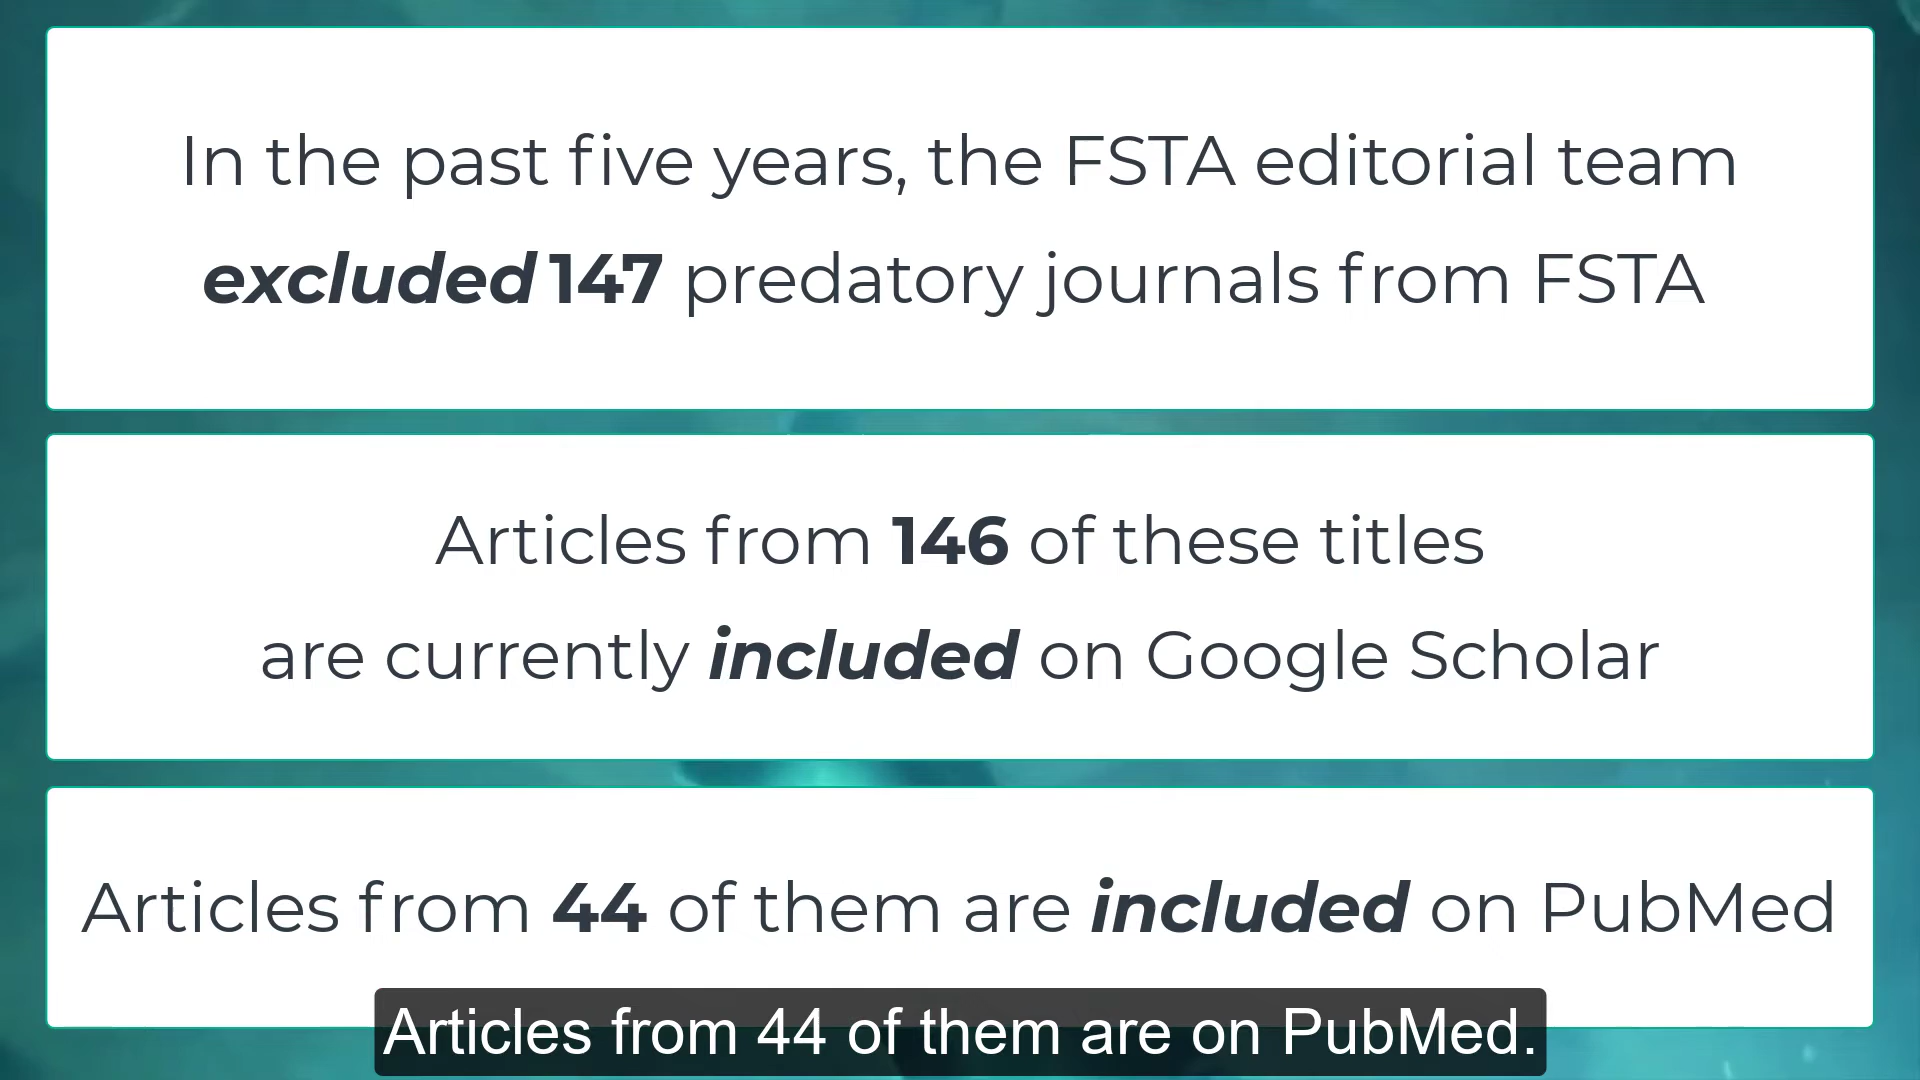 In the past five years, the FSTA editorial team
excluded 147 predatory journals from FSTA
Articles from 146 of these titles
are currently included on Google Scholar
Articles from 44 of them are included on PubMed
Articles from 44 of them are on PubMed.